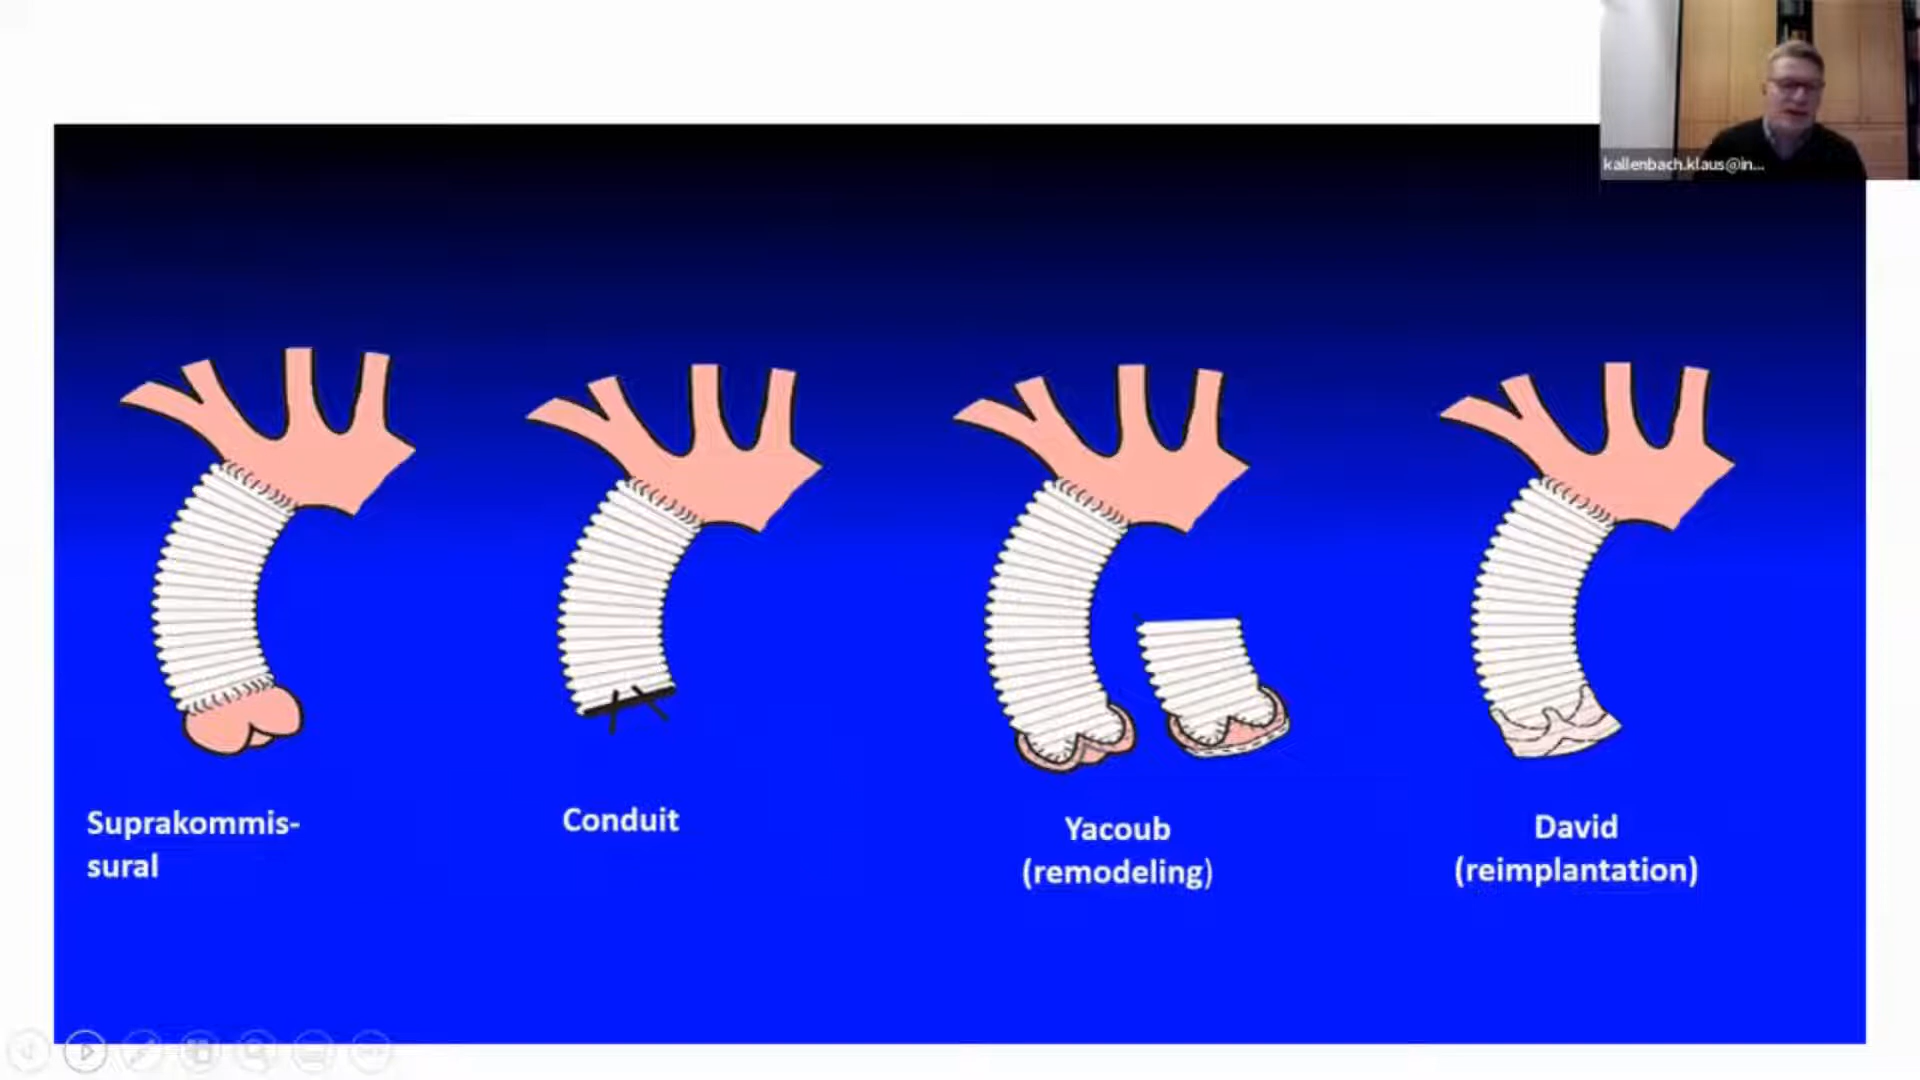 kallenbach.klaus@in...
Suprakommis-
sural
Conduit
Yacoub
(remodeling)
David
(reimplantation)